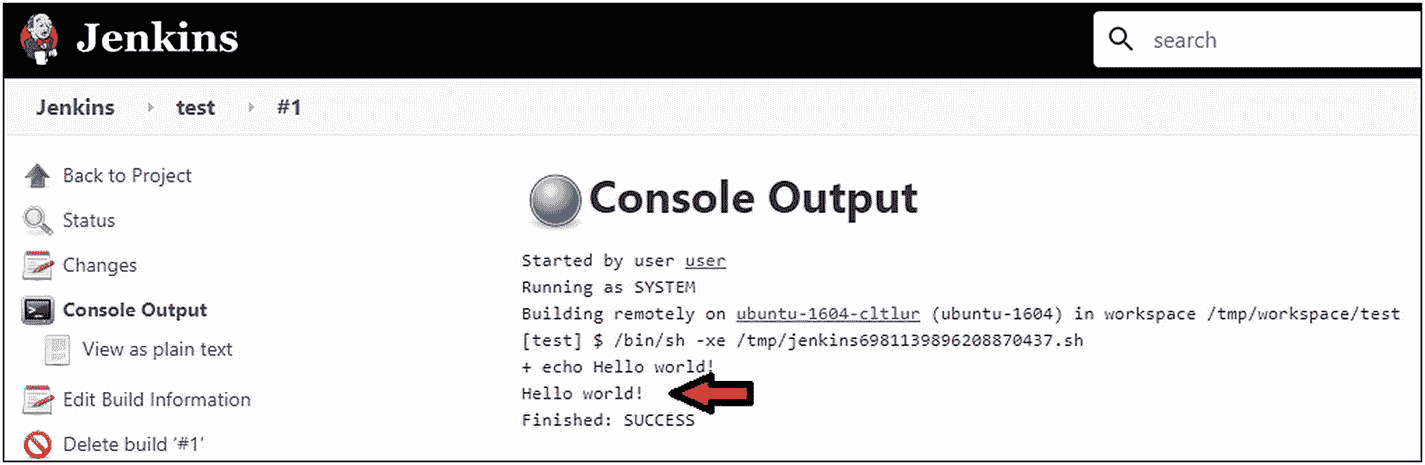 Jenkins
search
Jenkins
test
#1
Back to Project
Status
Changes
Console Output
View as plain text
Edit Build Information
Delete build ‘#1’
Console Output
Started by user user
Running as SYSTEM
Building remotely on ubuntu-1604-cltlur (ubuntu-1604) in workspace /tmp/workspace/test
[test] $ /bin/sh -xe /tmp/jenkins6981139896208870437.sh
+ echo Hello world!
Hello world!
Finished: SUCCESS